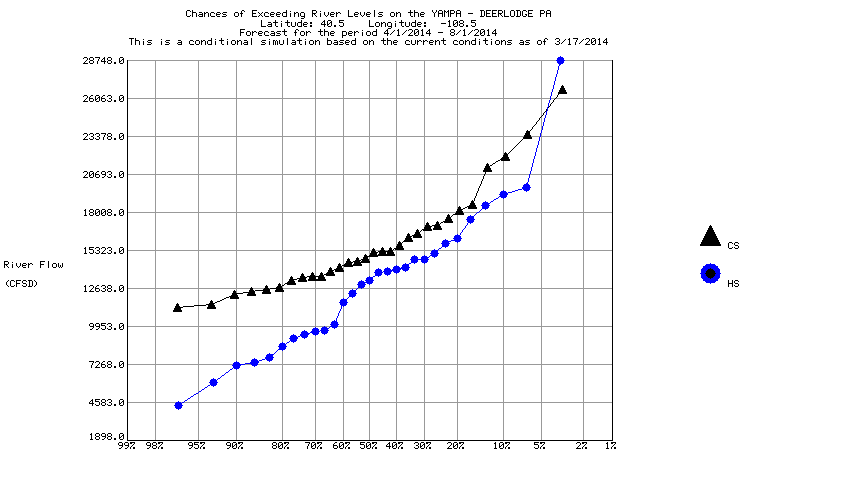 Chances of Exceeding River Levels on the YAMPA - DEERLODGE PA
Latitude: 40.5 Longitude: -108.5
Forecast for the period 4/1/2014 - 8/1/2014
This is a conditional simulation based on the current conditions as of 3/17/2014
28748.0
26063.0
23378.0
20693.0
18008.0
15323.0
12638.0
9953.0
7268.0
4583.0
1898.0
River Flow
(CFSD)
99% 98% 95% 90% 80% 70% 60% 50% 40% 30% 20% 10% 5% 2% 1%
CS
HS